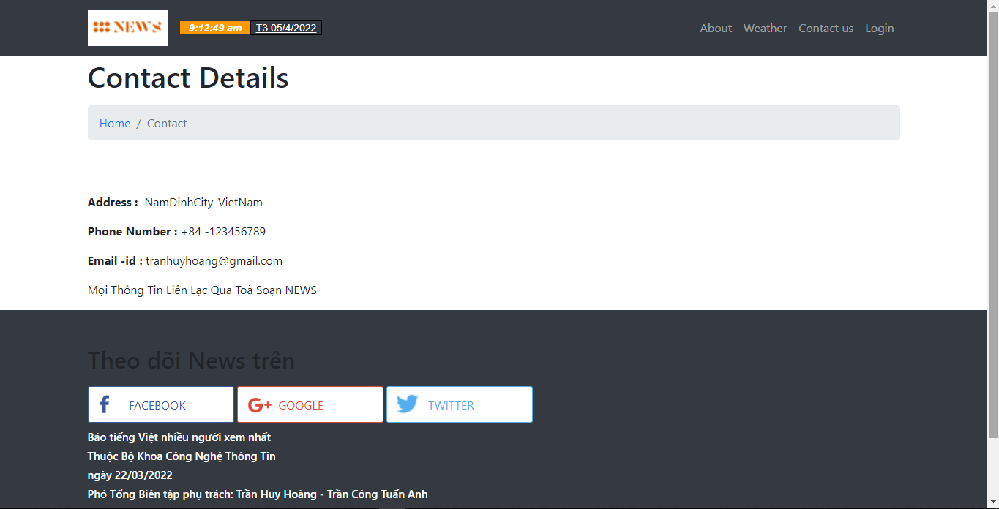 NEWS 9:12:49 am T3 05/4/2022 About Weather Contact us Login
Contact Details
Home / Contact
Address : NamDinhCity-VietNam
Phone Number : +84 -123456789
Email -id : tranhuyhoang@gmail.com
Mọi Thông Tin Liên Lạc Qua Toà Soạn NEWS
Theo dõi News trên
FACEBOOK G+ GOOGLE TWITTER
Báo tiếng Việt nhiều người xem nhất
Thuộc Bộ Khoa Công Nghệ Thông Tin
ngày 22/03/2022
Phó Tổng Biên tập phụ trách: Trần Huy Hoàng - Trần Công Tuấn Anh